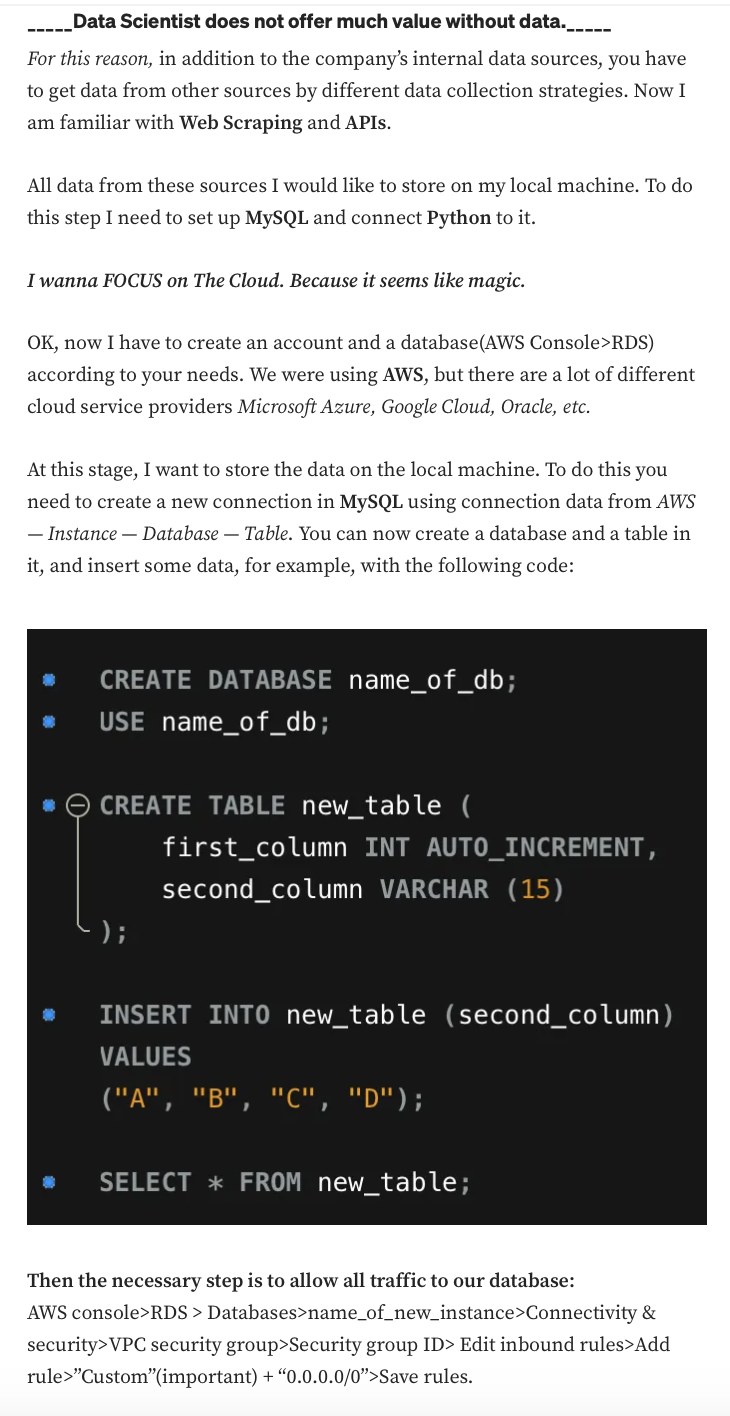 _____Data Scientist does not offer much value without data._____
For this reason, in addition to the company’s internal data sources, you have
to get data from other sources by different data collection strategies. Now I
am familiar with Web Scraping and APIs.
All data from these sources I would like to store on my local machine. To do
this step I need to set up MySQL and connect Python to it.
I wanna FOCUS on The Cloud. Because it seems like magic.
OK, now I have to create an account and a database(AWS Console>RDS)
according to your needs. We were using AWS, but there are a lot of different
cloud service providers Microsoft Azure, Google Cloud, Oracle, etc.
At this stage, I want to store the data on the local machine. To do this you
need to create a new connection in MySQL using connection data from AWS
— Instance — Database — Table. You can now create a database and a table in
it, and insert some data, for example, with the following code:
CREATE DATABASE name_of_db;
USE name_of_db;
CREATE TABLE new_table (
first_column INT AUTO_INCREMENT,
second_column VARCHAR (15)
);
INSERT INTO new_table (second_column)
VALUES
("A", "B", "C", "D");
SELECT * FROM new_table;
Then the necessary step is to allow all traffic to our database:
AWS console>RDS > Databases>name_of_new_instance>Connectivity &
security>VPC security group>Security group ID> Edit inbound rules>Add
rule>”Custom”(important) + “0.0.0.0/0”>Save rules.